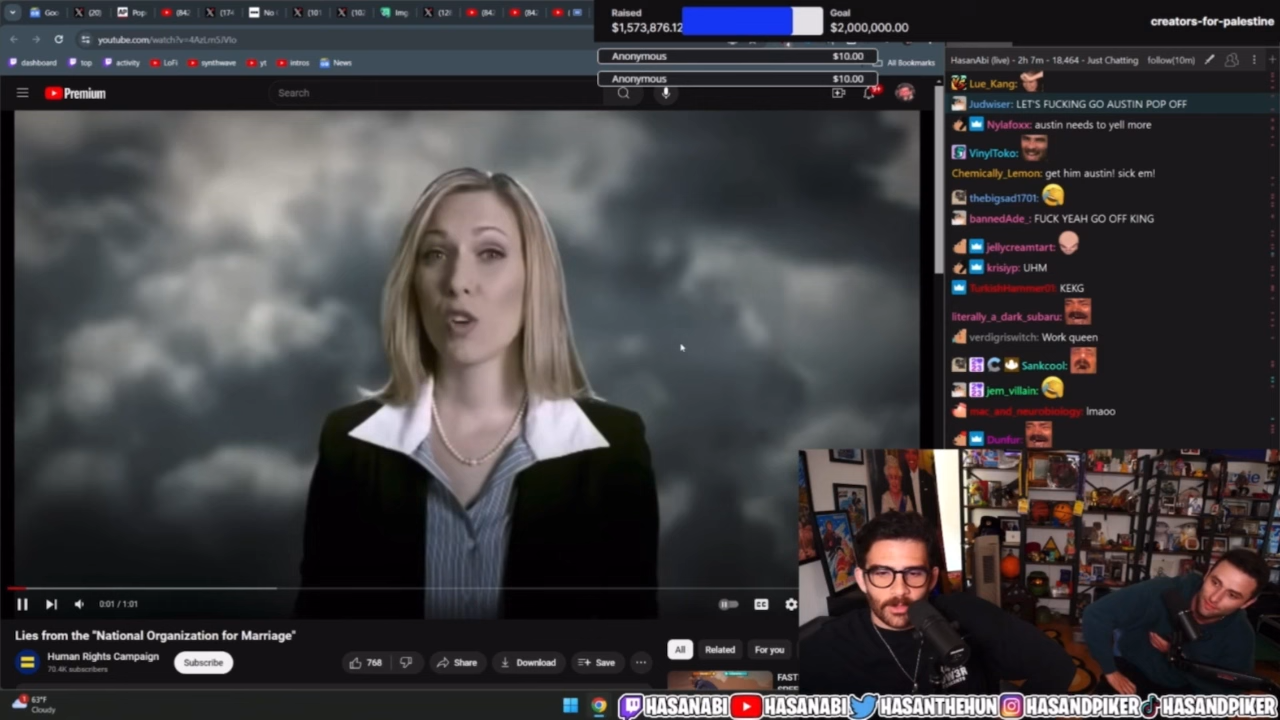 Raised
$1,573,876.12
Goal
$2,000,000.00
creators-for-palestine
Anonymous $10.00
Anonymous $10.00
youtube.com/watch?v=4AzLmSJVIo
dashboard top activity LoFi synthwave yt intros News
All Bookmarks
HasanAbi (live) - 2h 7m - 18,464 - Just Chatting follow(10m)
Premium
Search
Lue_Kang:
Judwiser: LET'S FUCKING GO AUSTIN POP OFF
Nylafoxx: austin needs to yell more
VinylToko:
Chemically_Lemon: get him austin! sick em!
thebigsad1701:
bannedAde_: FUCK YEAH GO OFF KING
jellycreamtart:
krisiyp: UHM
TurkishHammer01: KEKG
literally_a_dark_subaru:
verdigriswitch: Work queen
Sankcool:
jem_villain:
mac_and_neurobiology: lmaoo
Dunfur:
0:01 / 1:01
Lies from the "National Organization for Marriage"
Human Rights Campaign
70.4K subscribers
Subscribe
768
Share
Download
Save
All
Related
For you
FAST
63°F
Cloudy
HASANABI HASANABI HASANTHEHUN HASANDPIKER HASANDPIKER